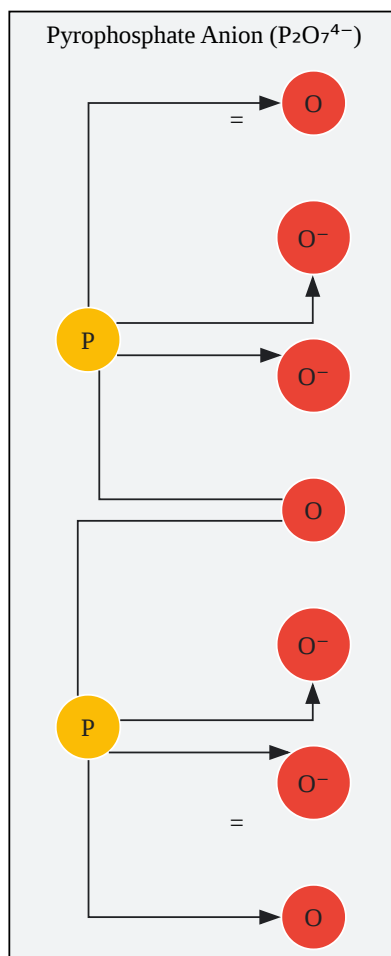 Pyrophosphate Anion (P₂O₇⁴⁻)
O
=
O⁻
P
O⁻
O
O⁻
P
O⁻
=
O